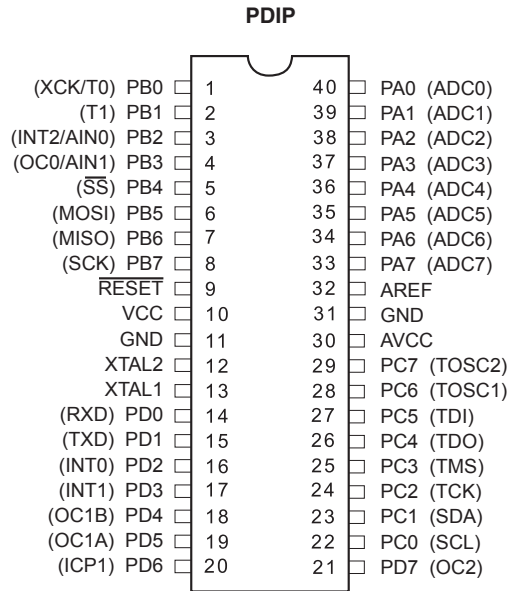 PDIP
(XCK/T0) PB0 1 40 PA0 (ADC0)
(T1) PB1 2 39 PA1 (ADC1)
(INT2/AIN0) PB2 3 38 PA2 (ADC2)
(OC0/AIN1) PB3 4 37 PA3 (ADC3)
(SS) PB4 5 36 PA4 (ADC4)
(MOSI) PB5 6 35 PA5 (ADC5)
(MISO) PB6 7 34 PA6 (ADC6)
(SCK) PB7 8 33 PA7 (ADC7)
RESET 9 32 AREF
VCC 10 31 GND
GND 11 30 AVCC
XTAL2 12 29 PC7 (TOSC2)
XTAL1 13 28 PC6 (TOSC1)
(RXD) PD0 14 27 PC5 (TDI)
(TXD) PD1 15 26 PC4 (TDO)
(INT0) PD2 16 25 PC3 (TMS)
(INT1) PD3 17 24 PC2 (TCK)
(OC1B) PD4 18 23 PC1 (SDA)
(OC1A) PD5 19 22 PC0 (SCL)
(ICP1) PD6 20 21 PD7 (OC2)